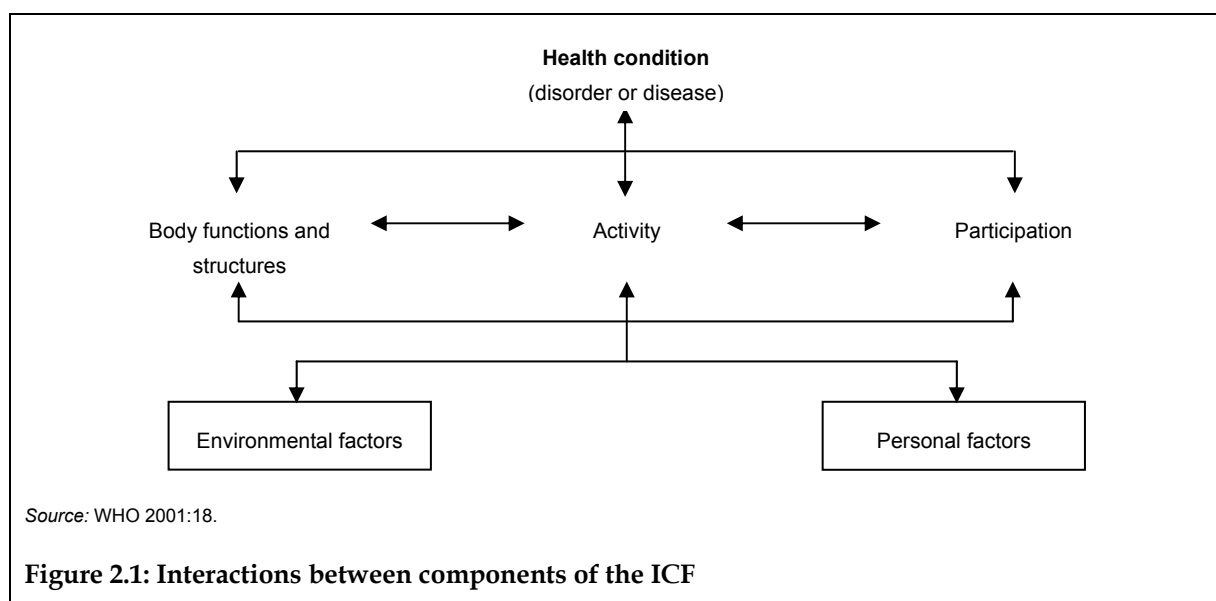 Health condition
(disorder or disease)
Body functions and
structures
Activity
Participation
Environmental factors
Personal factors
Source: WHO 2001:18.
Figure 2.1: Interactions between components of the ICF